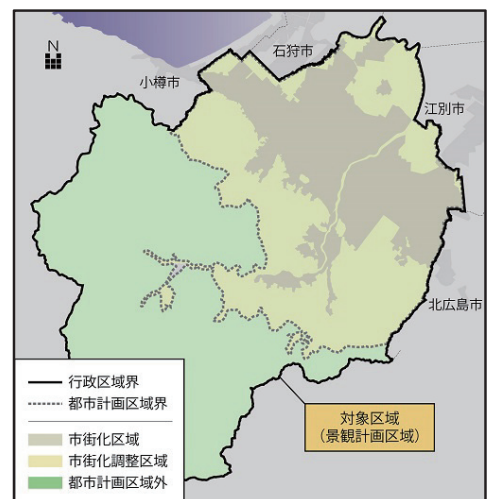 N
石狩市
小樽市
江別市
北広島市
行政区域界
都市計画区域界
市街化区域
市街化調整区域
都市計画区域外
対象区域
（景観計画区域）